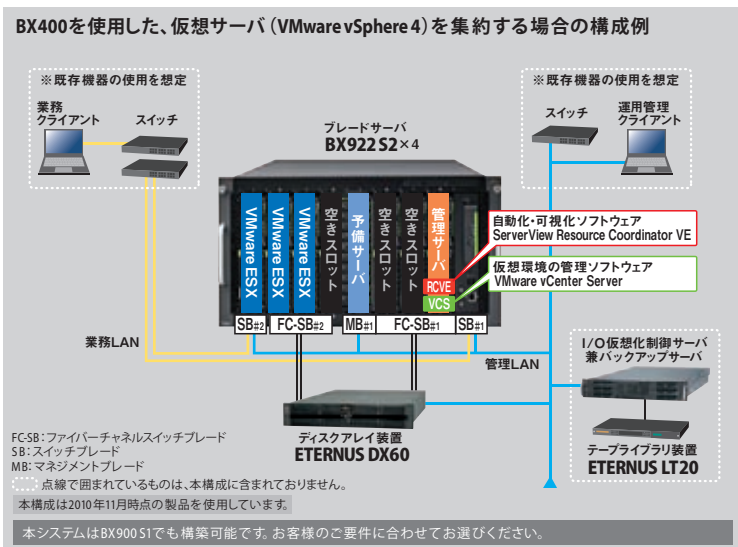 BX400を使用した、仮想サーバ（VMware vSphere 4）を集約する場合の構成例
※既存機器の使用を想定
業務
クライアント
スイッチ
※既存機器の使用を想定
スイッチ
運用管理
クライアント
ブレードサーバ
BX922 S2×4
VMware ESX
VMware ESX
VMware ESX
空きスロット
予備サーバ
空きスロット
空きスロット
管理サーバ
RCVE
VCS
自動化・可視化ソフトウェア
ServerView Resource Coordinator VE
仮想環境の管理ソフトウェア
VMware vCenter Server
SB#2
FC-SB#2
MB#1
FC-SB#1
SB#1
業務LAN
管理LAN
I/O仮想化制御サーバ
兼バックアップサーバ
ディスクアレイ装置
ETERNUS DX60
テープライブラリ装置
ETERNUS LT20
FC-SB：ファイバーチャネルスイッチブレード
SB：スイッチブレード
MB：マネジメントブレード
点線で囲まれているものは、本構成に含まれておりません。
本構成は2010年11月時点の製品を使用しています。
本システムはBX900 S1でも構築可能です。お客様のご要件に合わせてお選びください。